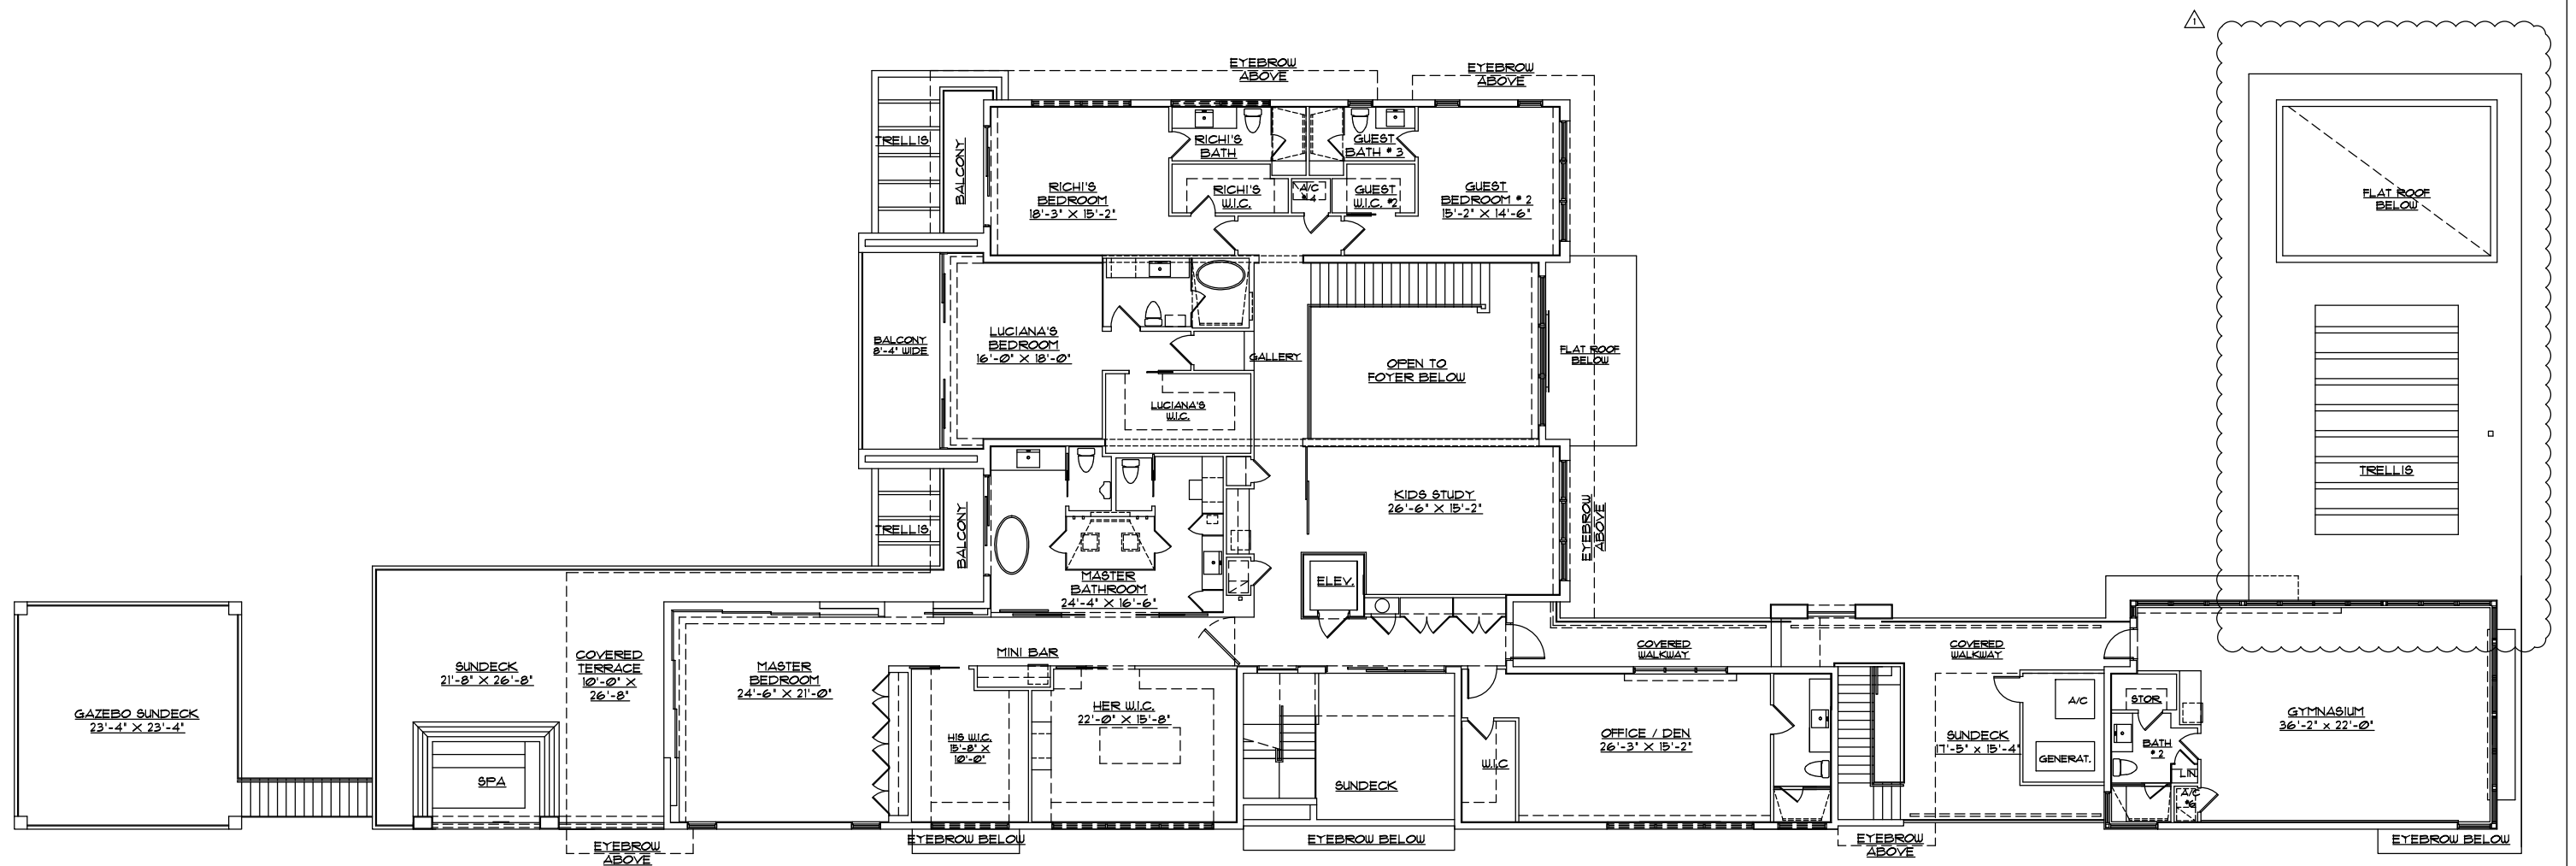 1
EYEBROW
ABOVE
EYEBROW
ABOVE
TRELLIS
BALCONY
RICHI'S
BATH
GUEST
BATH # 3
RICHI'S
BEDROOM
18'-3" X 15'-2"
RICHI'S
W.I.C.
A/C
#4
GUEST
W.I.C. #2
GUEST
BEDROOM # 2
15'-2" X 14'-6"
FLAT ROOF
BELOW
BALCONY
8'-4" WIDE
LUCIANA'S
BEDROOM
16'-0" X 18'-0"
GALLERY
OPEN TO
FOYER BELOW
FLAT ROOF
BELOW
LUCIANA'S
W.I.C.
TRELLIS
TRELLIS
BALCONY
KIDS STUDY
26'-6" X 15'-2"
EYEBROW
ABOVE
MASTER
BATHROOM
24'-4" X 16'-6"
ELEV.
GAZEBO SUNDECK
23'-4" X 23'-4"
SUNDECK
21'-8" X 26'-8"
COVERED
TERRACE
10'-0" X
26'-8"
MASTER
BEDROOM
24'-6" X 21'-0"
MINI BAR
COVERED
WALKWAY
COVERED
WALKWAY
HER W.I.C.
22'-0" X 15'-8"
HIS W.I.C.
15'-8" X
10'-0"
SPA
SUNDECK
W.I.C
OFFICE / DEN
26'-3" X 15'-2"
SUNDECK
17'-5" x 15'-4"
A/C
GENERAT.
STOR.
BATH
#2
LIN.
A/C
#6
GYMNASIUM
36'-2" x 22'-0"
EYEBROW
ABOVE
EYEBROW BELOW
EYEBROW BELOW
EYEBROW
ABOVE
EYEBROW BELOW